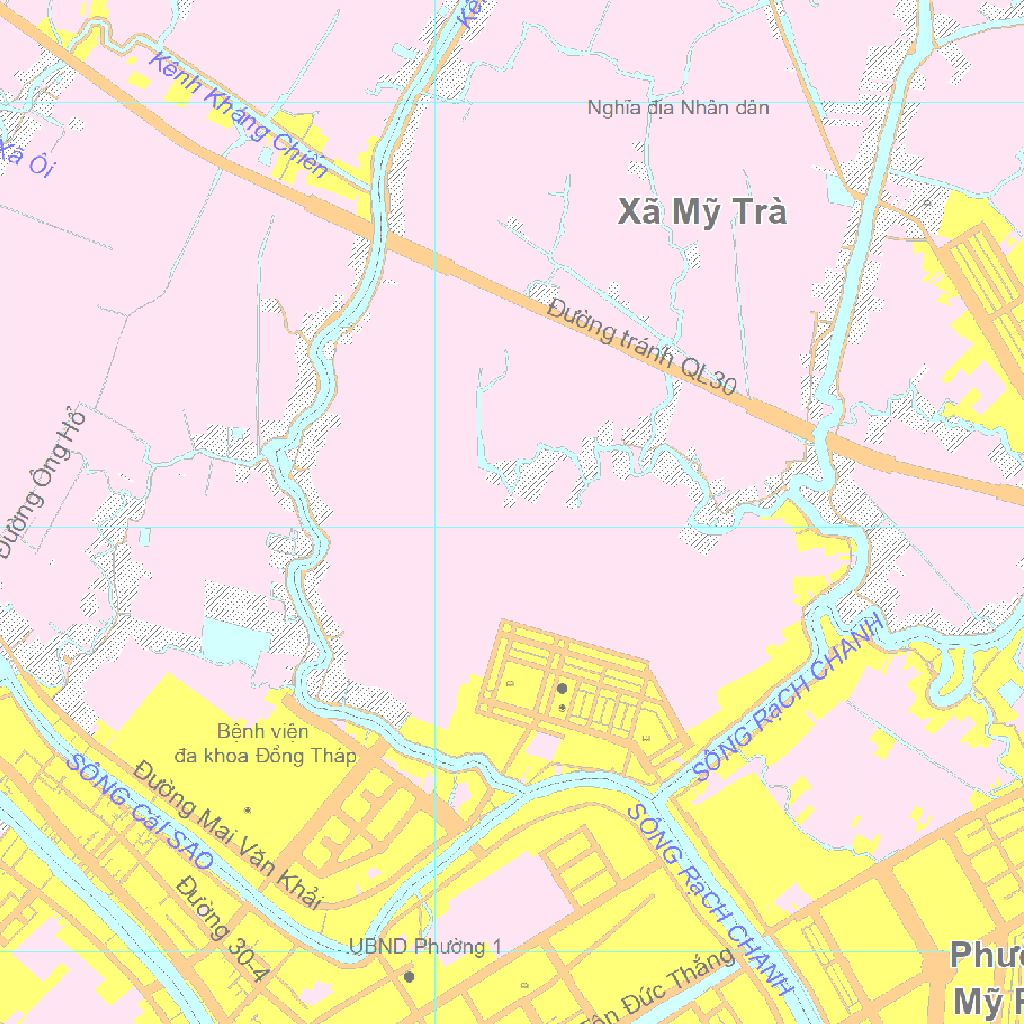 Kênh
Kênh Kháng Chiến
Xã Ôi
Nghĩa địa Nhân dân
Xã Mỹ Trà
Đường tránh QL30
Đường Ông Hổ
SÔNG RạCH CHANH
Bệnh viện
đa khoa Đồng Tháp
SÔNG CáI SAO
Đường Mai Văn Khải
SÔNG RạCH CHANH
Đường 30-4
UBND Phường 1
Tôn Đức Thắng
Mỹ